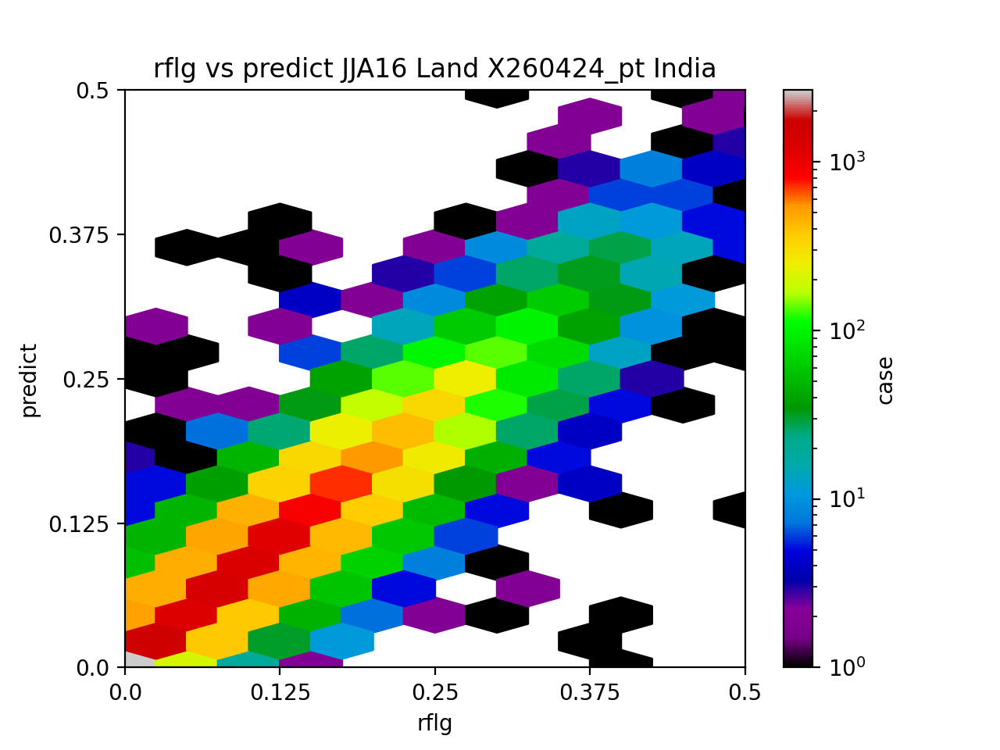 rflg vs predict JJA16 Land X260424_pt India
0.5
0.375
0.25
0.125
0.0
predict
0.0 0.125 0.25 0.375 0.5
rflg
10³
10²
10¹
10⁰
case